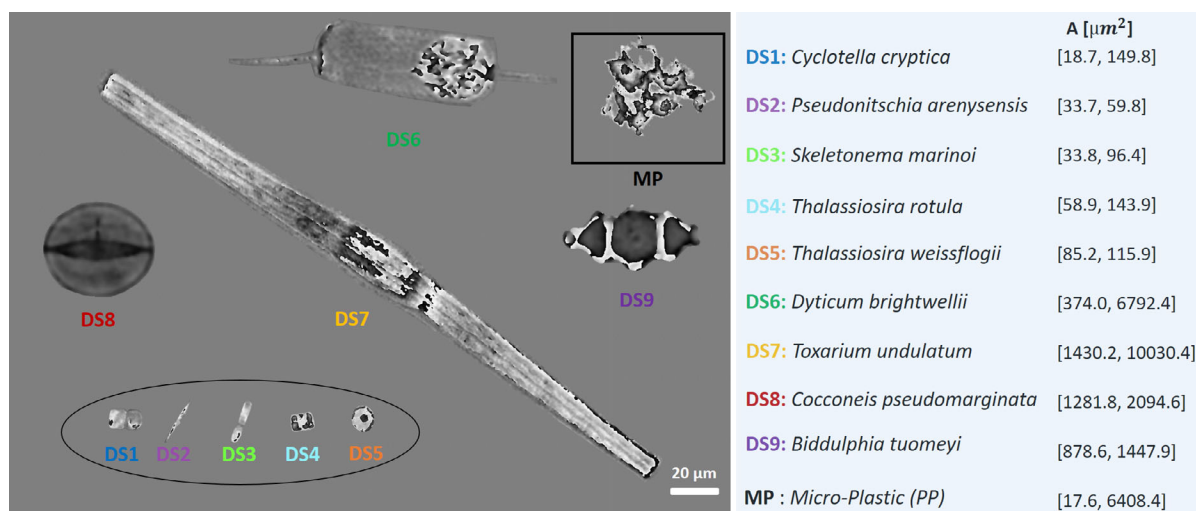 DS6
MP
DS9
DS8
DS7
DS1 DS2 DS3 DS4 DS5
20 μm
A [μm²]
DS1: Cyclotella cryptica [18.7, 149.8]
DS2: Pseudonitschia arenysensis [33.7, 59.8]
DS3: Skeletonema marinoi [33.8, 96.4]
DS4: Thalassiosira rotula [58.9, 143.9]
DS5: Thalassiosira weissflogii [85.2, 115.9]
DS6: Dyticum brightwellii [374.0, 6792.4]
DS7: Toxarium undulatum [1430.2, 10030.4]
DS8: Cocconeis pseudomarginata [1281.8, 2094.6]
DS9: Biddulphia tuomeyi [878.6, 1447.9]
MP : Micro-Plastic (PP) [17.6, 6408.4]